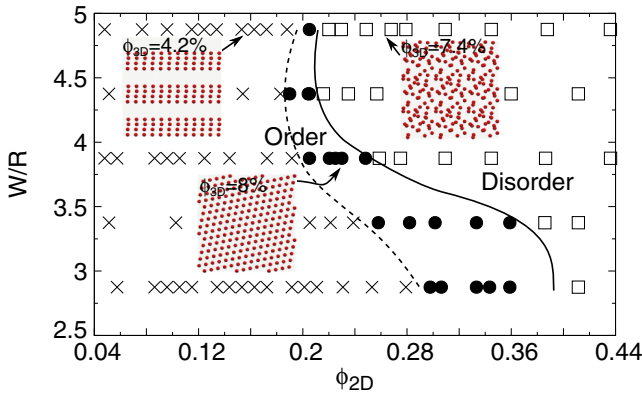 5
4.5
4
3.5
3
2.5
W/R
ϕ3D=4.2%
ϕ3D=7.4%
Order
ϕ3D=8%
Disorder
0.04 0.12 0.2 0.28 0.36 0.44
ϕ2D